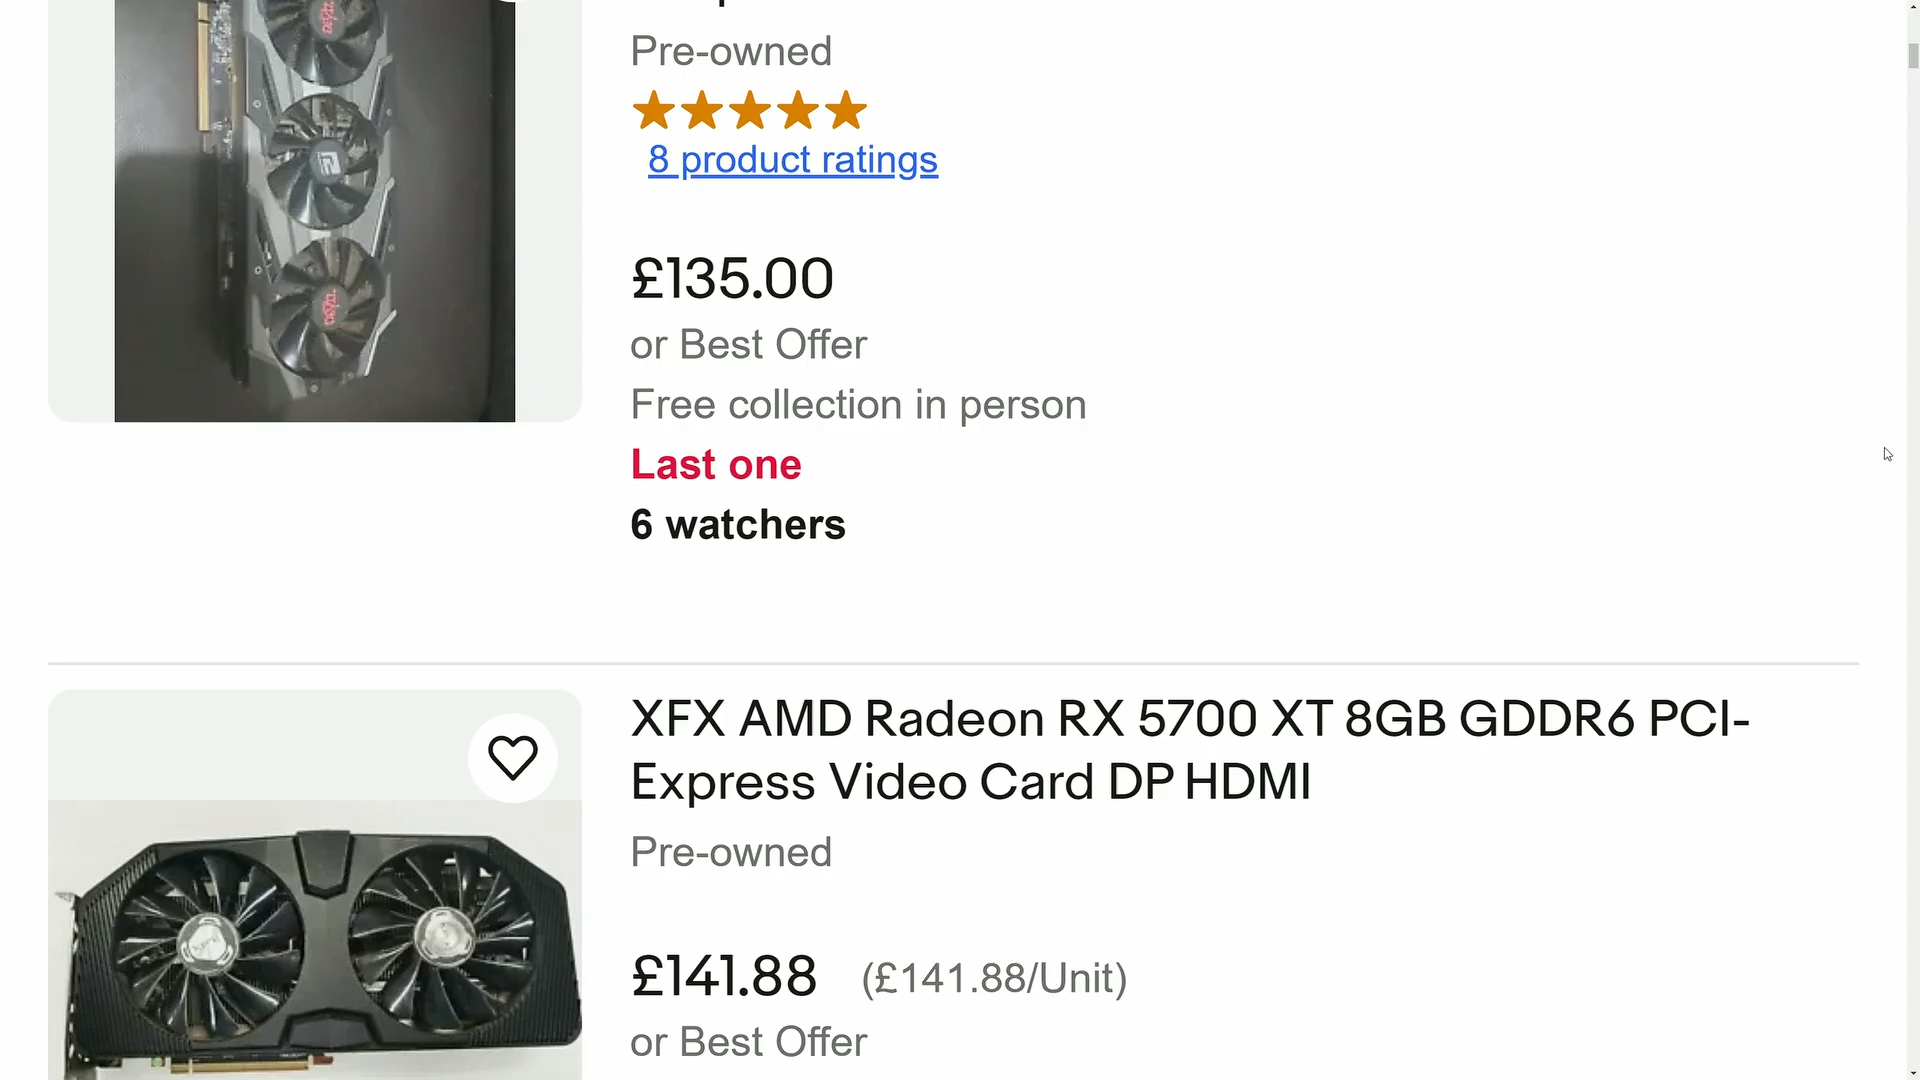 Pre-owned
8 product ratings
£135.00
or Best Offer
Free collection in person
Last one
6 watchers
XFX AMD Radeon RX 5700 XT 8GB GDDR6 PCI-
Express Video Card DP HDMI
Pre-owned
£141.88 (£141.88/Unit)
or Best Offer